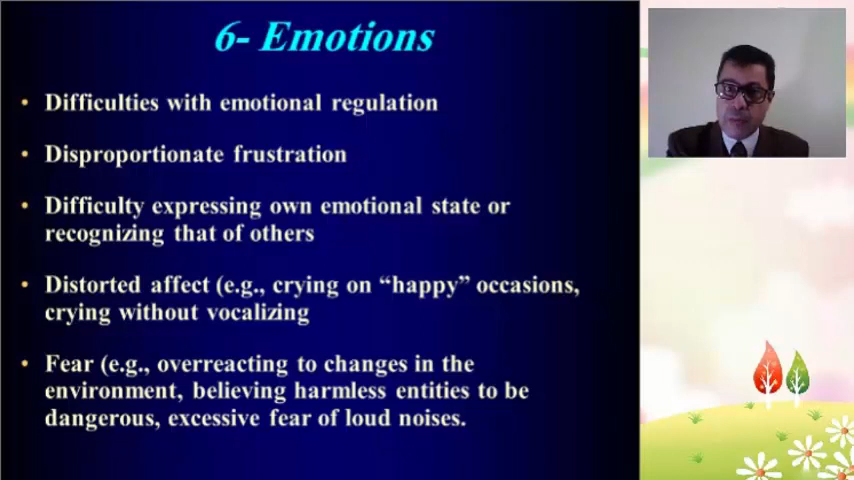 6- Emotions
• Difficulties with emotional regulation
• Disproportionate frustration
• Difficulty expressing own emotional state or
recognizing that of others
• Distorted affect (e.g., crying on “happy” occasions,
crying without vocalizing
• Fear (e.g., overreacting to changes in the
environment, believing harmless entities to be
dangerous, excessive fear of loud noises.